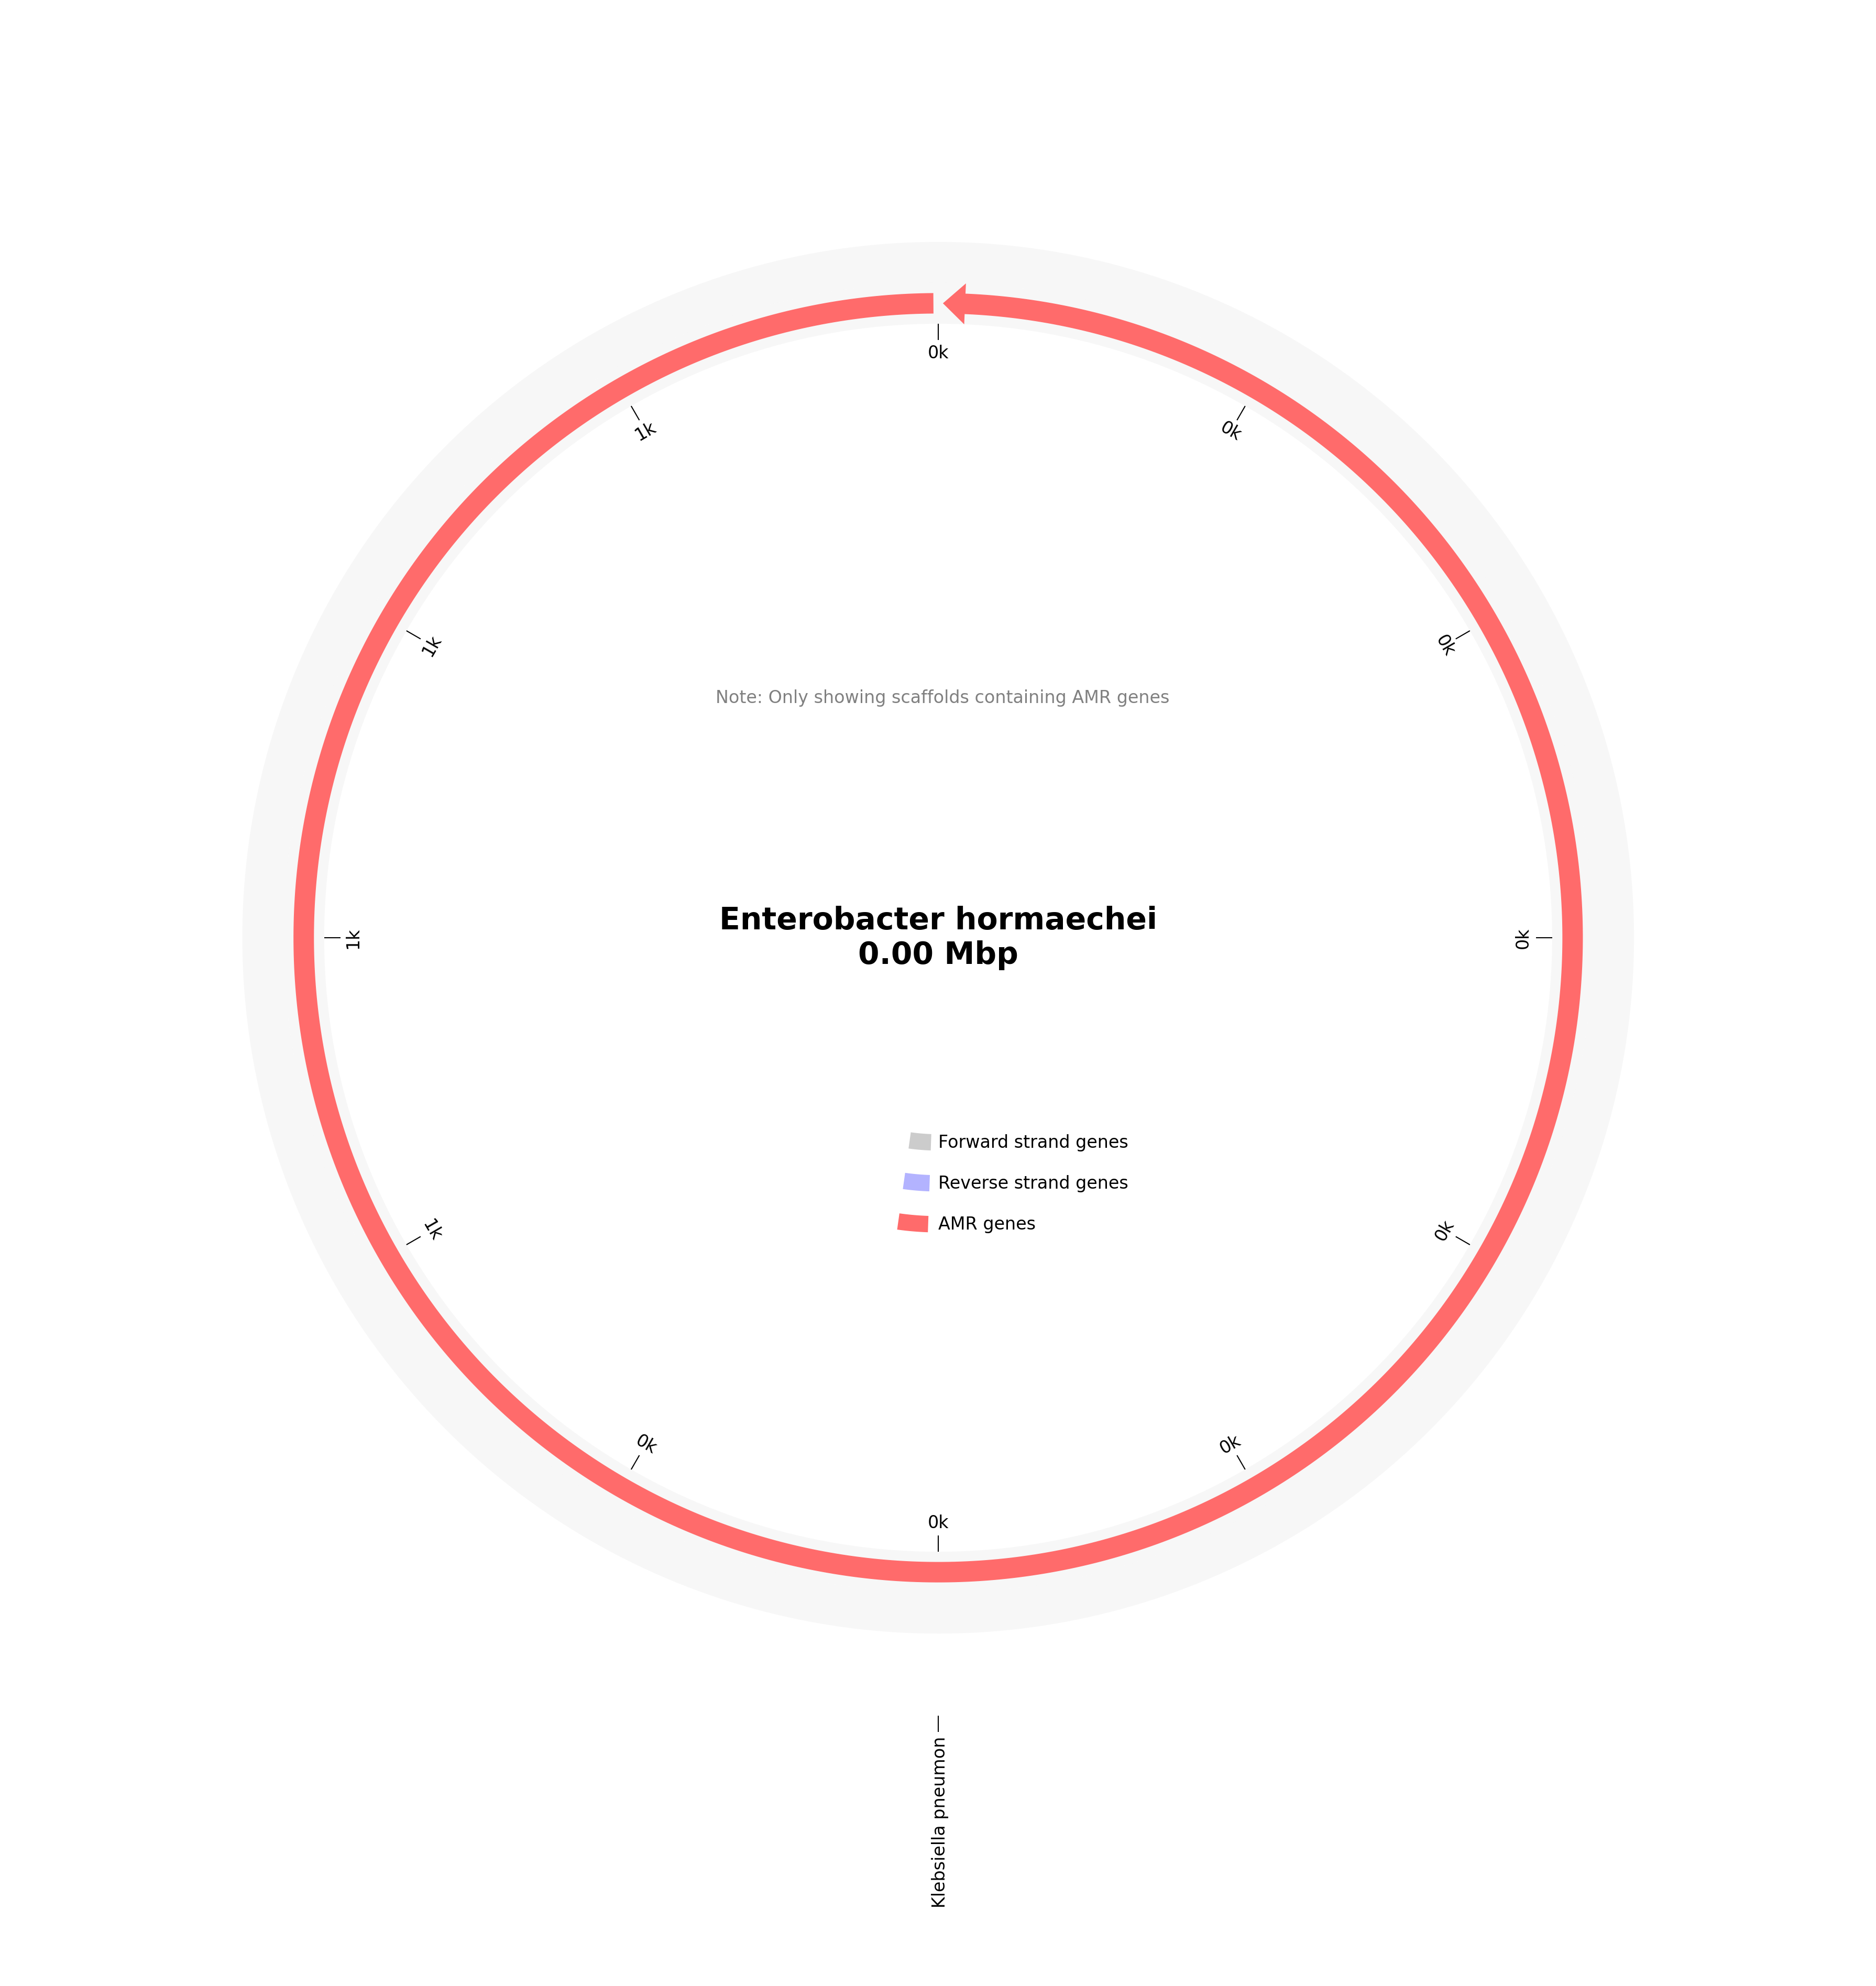 0k
1k
0k
1k
0k
Note: Only showing scaffolds containing AMR genes
Enterobacter hormaechei
0.00 Mbp
1k
0k
Forward strand genes
Reverse strand genes
AMR genes
1k
0k
0k
0k
0k
Klebsiella pneumon